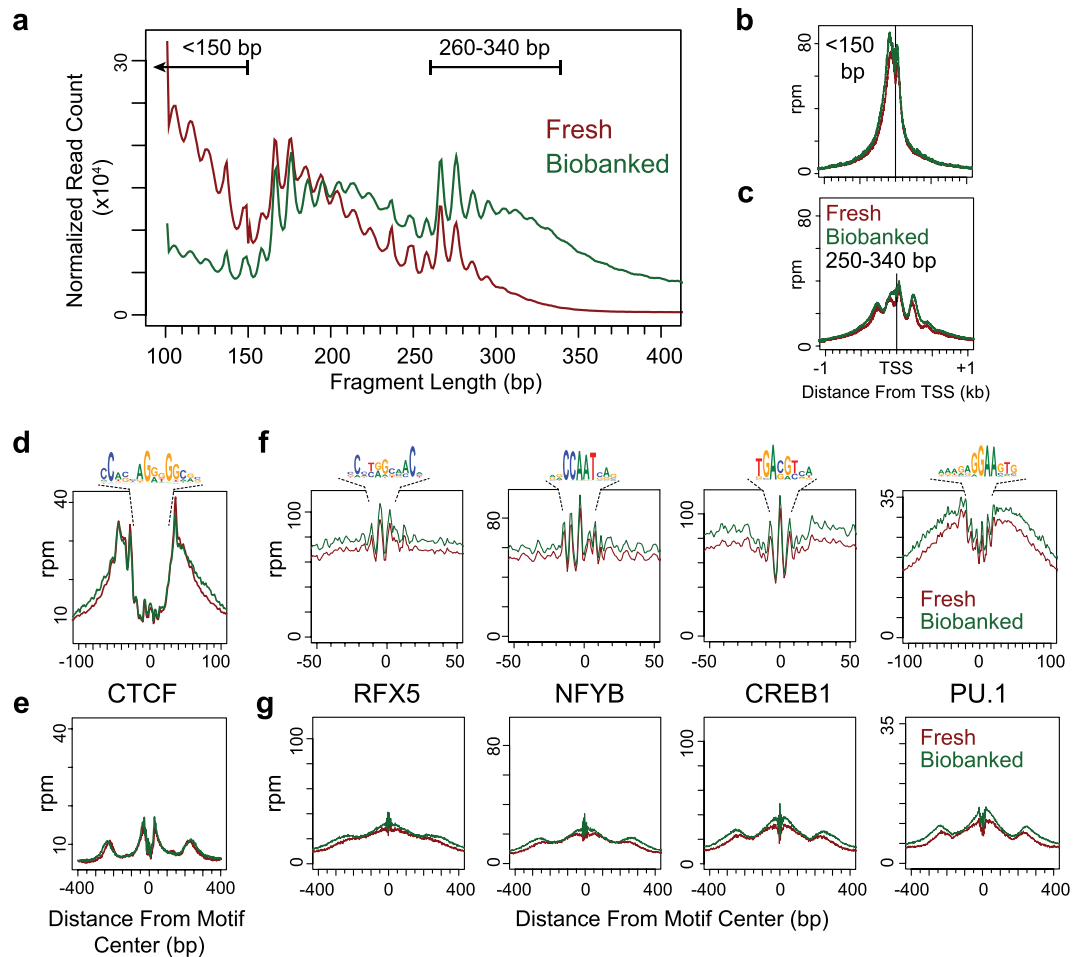 a
<150 bp
260-340 bp
Fresh
Biobanked
Normalized Read Count
(x10⁴)
30
0
100
150
200
250
300
350
400
Fragment Length (bp)
b
<150
bp
rpm
80
0
c
Fresh
Biobanked
250-340 bp
rpm
80
0
-1
TSS
+1
Distance From TSS (kb)
d
40
10
rpm
-100
0
100
CTCF
f
100
0
rpm
-50
0
50
RFX5
CCAAT
80
0
-50
0
50
NFYB
TGACGTCA
100
0
-50
0
50
CREB1
AAAGAGGAAGTG
35
0
Fresh
Biobanked
-100
0
100
PU.1
e
40
10
rpm
-400
0
400
Distance From Motif
Center (bp)
g
100
0
rpm
-400
0
400
80
0
-400
0
400
100
0
-400
0
400
35
0
Fresh
Biobanked
-400
0
400
Distance From Motif Center (bp)